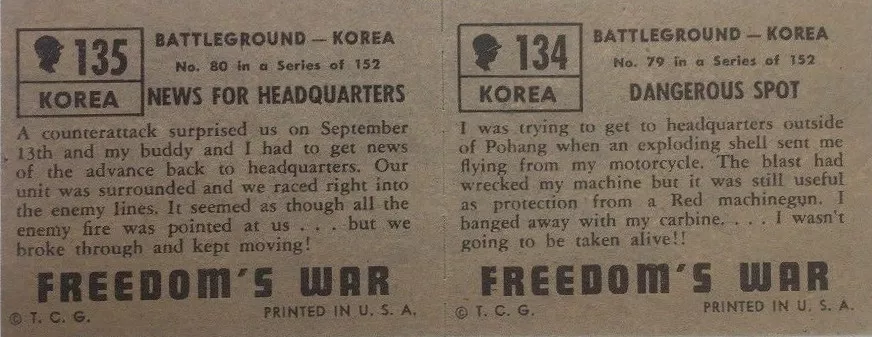 135
KOREA
BATTLEGROUND — KOREA
No. 80 in a Series of 152
NEWS FOR HEADQUARTERS
A counterattack surprised us on September
13th and my buddy and I had to get news
of the advance back to headquarters. Our
unit was surrounded and we raced right into
the enemy lines. It seemed as though all the
enemy fire was pointed at us . . . but we
broke through and kept moving!
FREEDOM'S WAR
© T. C. G.
PRINTED IN U. S. A.
134
KOREA
BATTLEGROUND — KOREA
No. 79 in a Series of 152
DANGEROUS SPOT
I was trying to get to headquarters outside
of Pohang when an exploding shell sent me
flying from my motorcycle. The blast had
wrecked my machine but it was still useful
as protection from a Red machinegun. I
banged away with my carbine. . . . I wasn't
going to be taken alive!!
FREEDOM'S WAR
© T. C. G.
PRINTED IN U. S. A.